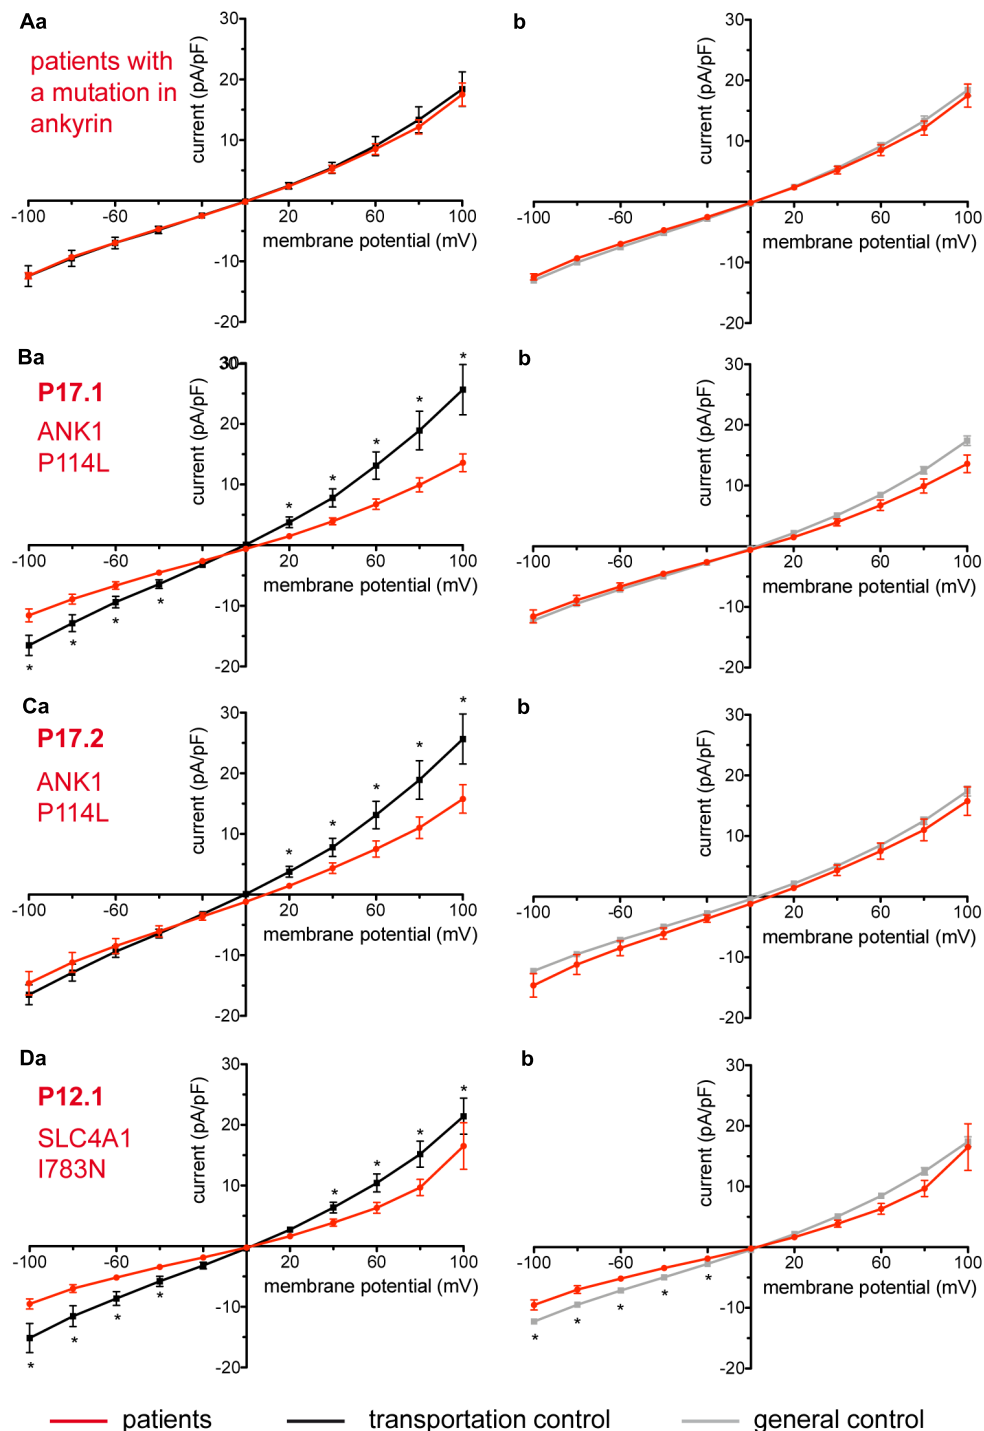 Aa
patients with
a mutation in
ankyrin
current (pA/pF)
30
20
10
-10
-20
-100
-60
20
60
100
membrane potential (mV)
b
current (pA/pF)
30
20
10
-10
-20
-100
-60
20
60
100
membrane potential (mV)
Ba
P17.1
ANK1
P114L
current (pA/pF)
30
20
10
-10
-20
-100
-60
20
60
100
membrane potential (mV)
* * * * *
* * * *
b
current (pA/pF)
30
20
10
-10
-20
-100
-60
20
60
100
membrane potential (mV)
Ca
P17.2
ANK1
P114L
current (pA/pF)
30
20
10
-10
-20
-100
-60
20
60
100
membrane potential (mV)
* * * * *
b
current (pA/pF)
30
20
10
-10
-20
-100
-60
20
60
100
membrane potential (mV)
Da
P12.1
SLC4A1
I783N
current (pA/pF)
30
20
10
-10
-20
-100
-60
20
60
100
membrane potential (mV)
* * * *
* * * *
b
current (pA/pF)
30
20
10
-10
-20
-100
-60
20
60
100
membrane potential (mV)
* * * * *
patients
transportation control
general control